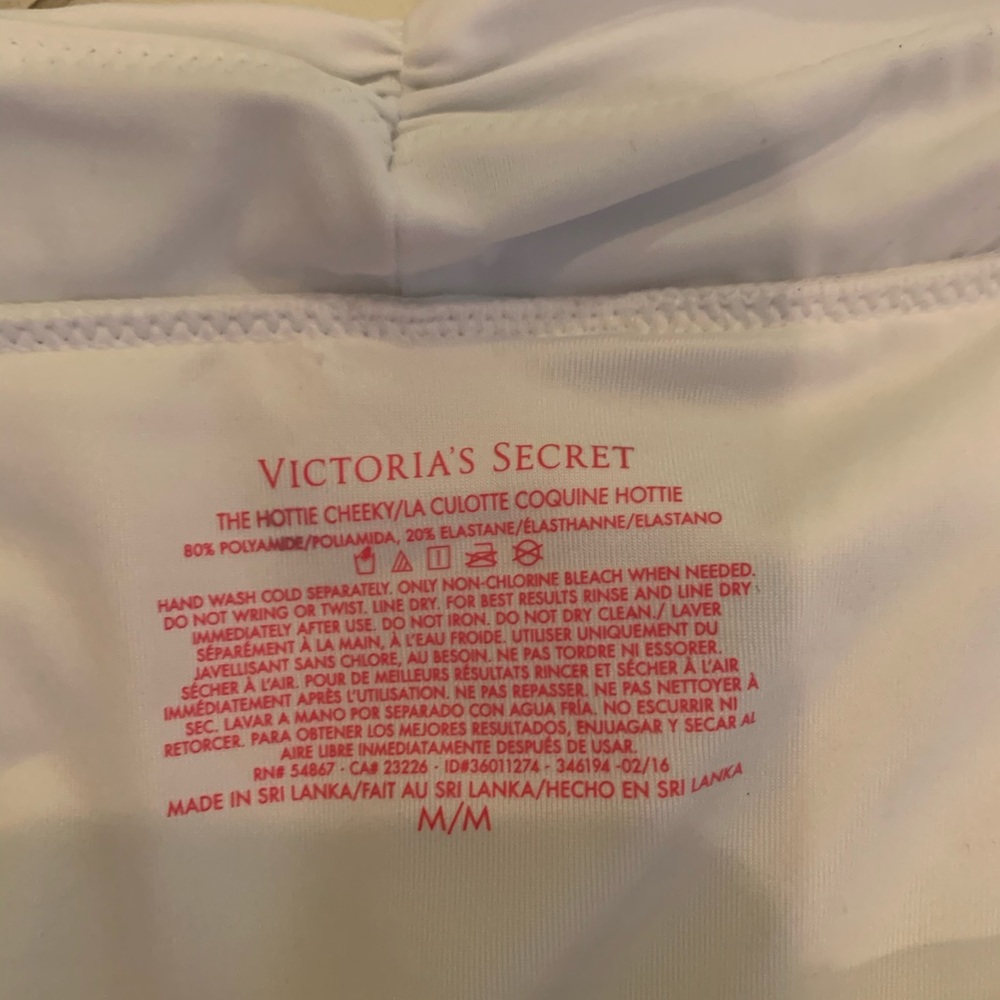 VICTORIA'S SECRET
THE HOTTIE CHEEKY/LA CULOTTE COQUINE HOTTIE
80% POLYAMIDE/POLIAMIDA, 20% ELASTANE/ÉLASTHANNE/ELASTANO
HAND WASH COLD SEPARATELY. ONLY NON-CHLORINE BLEACH WHEN NEEDED.
DO NOT WRING OR TWIST. LINE DRY. FOR BEST RESULTS RINSE AND LINE DRY
IMMEDIATELY AFTER USE. DO NOT IRON. DO NOT DRY CLEAN./ LAVER
SÉPARÉMENT À LA MAIN, À L'EAU FROIDE. UTILISER UNIQUEMENT DU
JAVELLISANT SANS CHLORE, AU BESOIN. NE PAS TORDRE NI ESSORER.
SÉCHER À L'AIR. POUR DE MEILLEURS RÉSULTATS RINCER ET SÉCHER À L'AIR
IMMÉDIATEMENT APRÈS L'UTILISATION. NE PAS REPASSER. NE PAS NETTOYER À
SEC. LAVAR A MANO POR SEPARADO CON AGUA FRÍA. NO ESCURRIR NI
RETORCER. PARA OBTENER LOS MEJORES RESULTADOS, ENJUAGAR Y SECAR AL
AIRE LIBRE INMEDIATAMENTE DESPUÉS DE USAR.
RN# 54867 - CA# 23226 - ID#36011274 - 346194 -02/16
MADE IN SRI LANKA/FAIT AU SRI LANKA/HECHO EN SRI LANKA
M/M